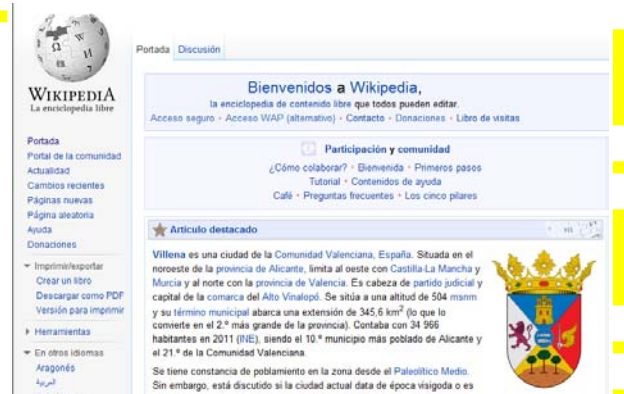 WIKIPEDIA
La enciclopedia libre
Portada
Portal de la comunidad
Actualidad
Cambios recientes
Páginas nuevas
Página aleatoria
Ayuda
Donaciones
Imprimir/exportar
Crear un libro
Descargar como PDF
Versión para imprimir
Herramientas
En otros idiomas
Aragonés
العربية
Portada Discusión
Bienvenidos a Wikipedia,
la enciclopedia de contenido libre que todos pueden editar.
Acceso seguro · Acceso WAP (alternativo) · Contacto · Donaciones · Libro de visitas
Participación y comunidad
¿Cómo colaborar? · Bienvenida · Primeros pasos
Tutorial · Contenidos de ayuda
Café · Preguntas frecuentes · Los cinco pilares
Artículo destacado
Villena es una ciudad de la Comunidad Valenciana, España. Situada en el
noroeste de la provincia de Alicante, limita al oeste con Castilla-La Mancha y
Murcia y al norte con la provincia de Valencia. Es cabeza de partido judicial y
capital de la comarca del Alto Vinalopó. Se sitúa a una altitud de 504 msnm
y su término municipal abarca una extensión de 345,6 km² (lo que lo
convierte en el 2.º más grande de la provincia). Contaba con 34 966
habitantes en 2011 (INE), siendo el 10.º municipio más poblado de Alicante y
el 21.º de la Comunidad Valenciana.
Se tiene constancia de poblamiento en la zona desde el Paleolítico Medio.
Sin embargo, está discutido si la ciudad actual data de época visigoda o es